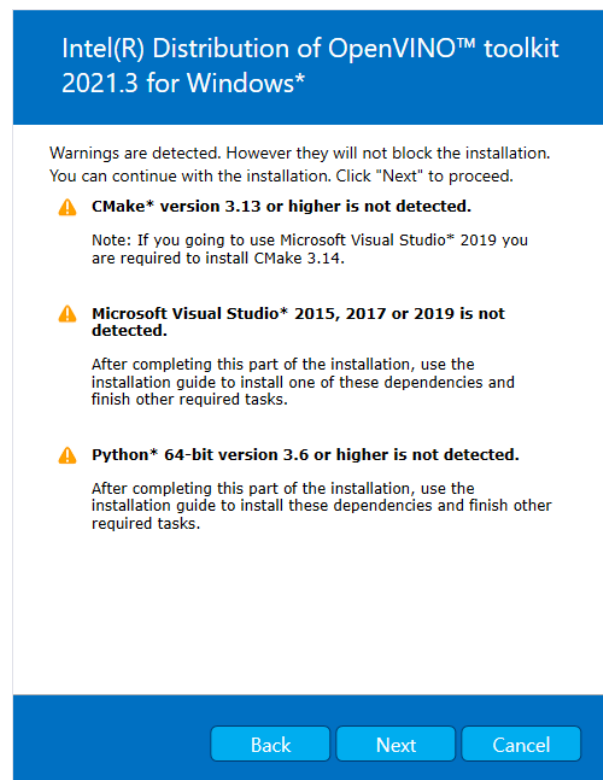 Intel(R) Distribution of OpenVINO™ toolkit
2021.3 for Windows*
Warnings are detected. However they will not block the installation.
You can continue with the installation. Click "Next" to proceed.
CMake* version 3.13 or higher is not detected.
Note: If you going to use Microsoft Visual Studio* 2019 you
are required to install CMake 3.14.
Microsoft Visual Studio* 2015, 2017 or 2019 is not
detected.
After completing this part of the installation, use the
installation guide to install one of these dependencies and
finish other required tasks.
Python* 64-bit version 3.6 or higher is not detected.
After completing this part of the installation, use the
installation guide to install these dependencies and finish other
required tasks.
Back Next Cancel